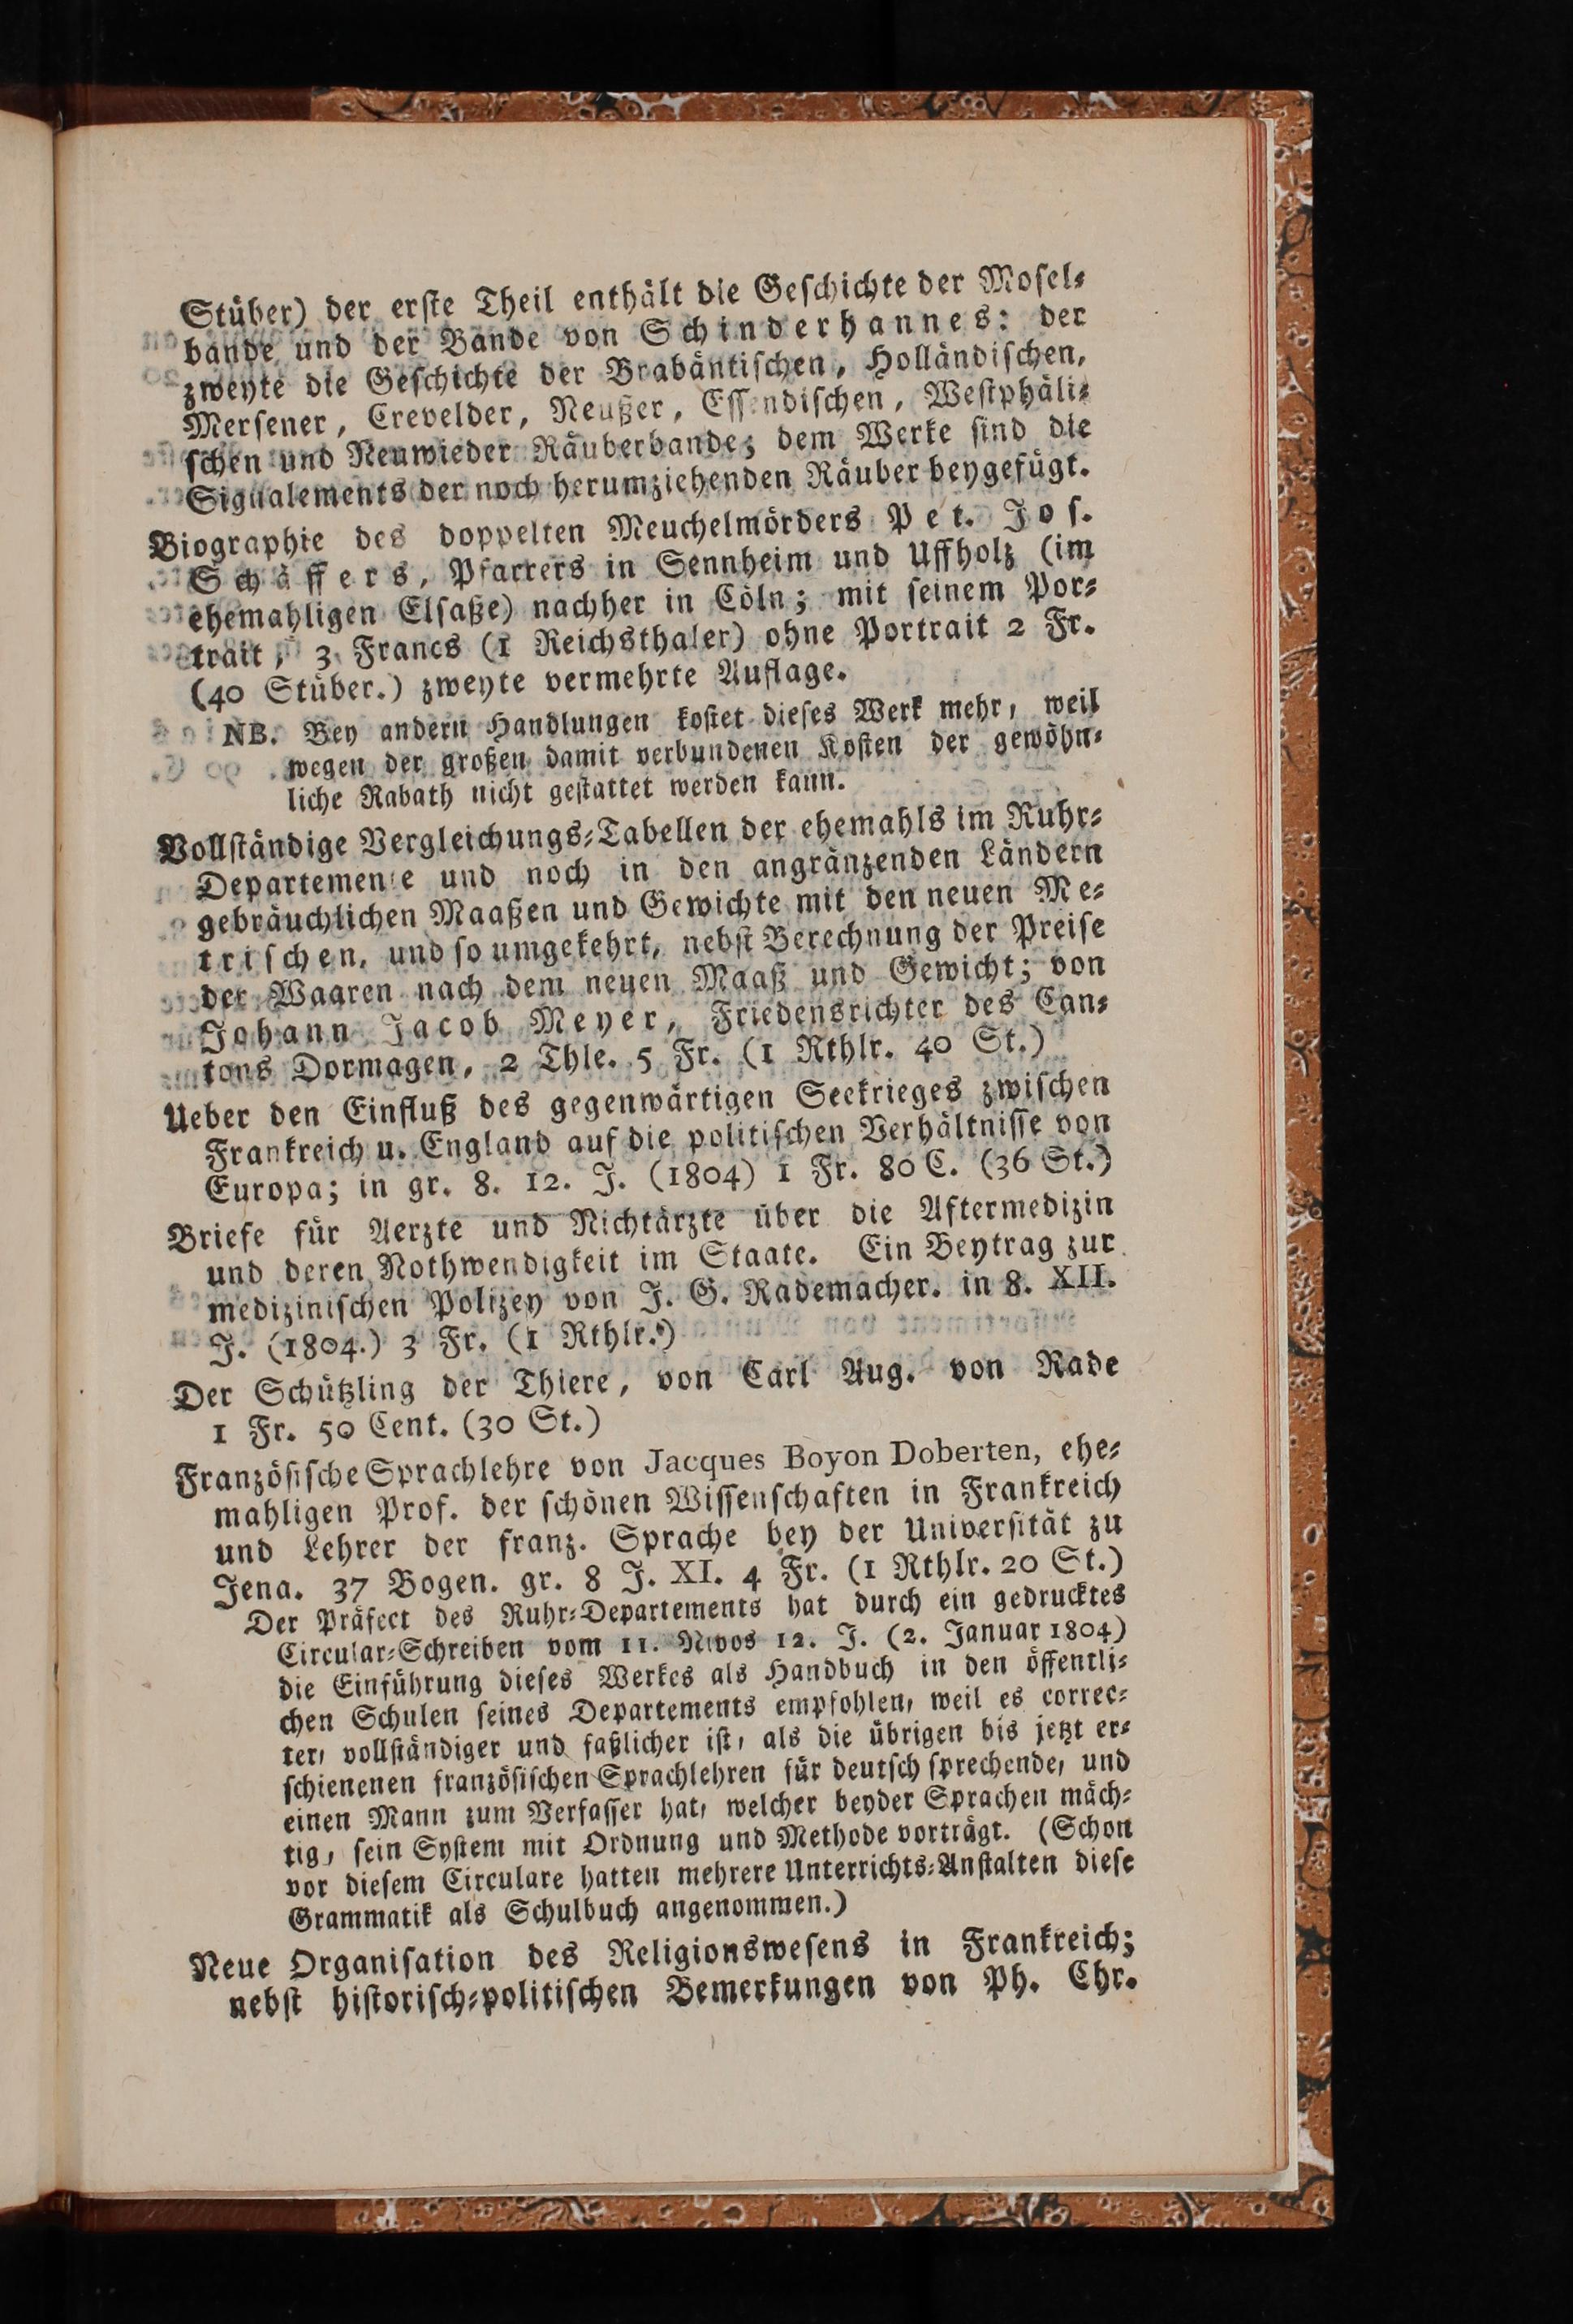 Stüber) der erste Theil enthält die Geschichte der Mosel⸗
bande und der Bande von Schinderhannes: der
zweyte die Geschichte der Brabäntischen, Holländischen,
Mersener, Crevelder, Neußer, Essendischen, Westphäli⸗
schen und Neuwieder Räuberbande; dem Werke sind die
Signalements der noch herumziehenden Räuber beygefügt.
Biographie des doppelten Meuchelmörders Pet. Jos.
Schäffers, Pfarrers in Sennheim und Uffholz (im
ehemahligen Elsaße) nachher in Cöln; mit seinem Por⸗
trait, 3 Francs (1 Reichsthaler) ohne Portrait 2 Fr.
(40 Stüber.) zweyte vermehrte Auflage.
NB. Bey andern Handlungen kostet dieses Werk mehr, weil
wegen der großen damit verbundenen Kosten der gewöhn⸗
liche Rabath nicht gestattet werden kann.
Vollständige Vergleichungs⸗Tabellen der ehemahls im Ruhr⸗
Departemente und noch in den angränzenden Ländern
gebräuchlichen Maaßen und Gewichte mit den neuen Me⸗
trischen, und so umgekehrt, nebst Berechnung der Preise
der Waaren nach dem neuen Maaß und Gewicht; von
Johann Jacob Meyer, Friedensrichter des Can⸗
tons Dormagen, 2 Thle. 5 Fr. (1 Rthlr. 40 St.)
Ueber den Einfluß des gegenwärtigen Seekrieges zwischen
Frankreich u. England auf die politischen Verhältnisse von
Europa; in gr. 8. 12. J. (1804) 1 Fr. 80 C. (36 St.)
Briefe für Aerzte und Nichtärzte über die Aftermedizin
und deren Nothwendigkeit im Staate. Ein Beytrag zur
medizinischen Polizey von J. G. Rademacher. in 8. XII.
J. (1804.) 3 Fr. (1 Rthlr.)
Der Schützling der Thiere, von Carl Aug. von Rade
1 Fr. 50 Cent. (30 St.)
Französische Sprachlehre von Jacques Boyon Doberten, ehe⸗
mahligen Prof. der schönen Wissenschaften in Frankreich
und Lehrer der franz. Sprache bey der Universität zu
Jena. 37 Bogen. gr. 8 J. XI. 4 Fr. (1 Rthlr. 20 St.)
Der Präfect des Ruhr⸗Departements hat durch ein gedrucktes
Circular⸗Schreiben vom 11. Nivos 12. J. (2. Januar 1804)
die Einführung dieses Werkes als Handbuch in den öffentli⸗
chen Schulen seines Departements empfohlen, weil es correc⸗
ter, vollständiger und faßlicher ist, als die übrigen bis jetzt er⸗
schienenen französischen Sprachlehren für deutsch sprechende, und
einen Mann zum Verfasser hat, welcher beyder Sprachen mäch⸗
tig, sein System mit Ordnung und Methode vorträgt. (Schon
vor diesem Circulare hatten mehrere Unterrichts⸗Anstalten diese
Grammatik als Schulbuch angenommen.)
Neue Organisation des Religionswesens in Frankreich;
nebst historisch⸗politischen Bemerkungen von Ph. Chr.